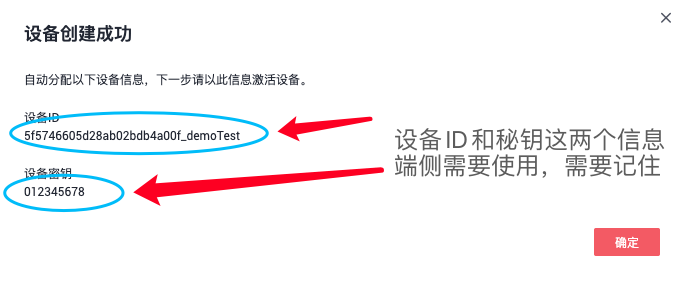 设备创建成功
自动分配以下设备信息，下一步请以此信息激活设备。
设备ID
5f5746605d28ab02bdb4a00f_demoTest
设备ID和秘钥这两个信息
端侧需要使用，需要记住
设备密钥
012345678
确定